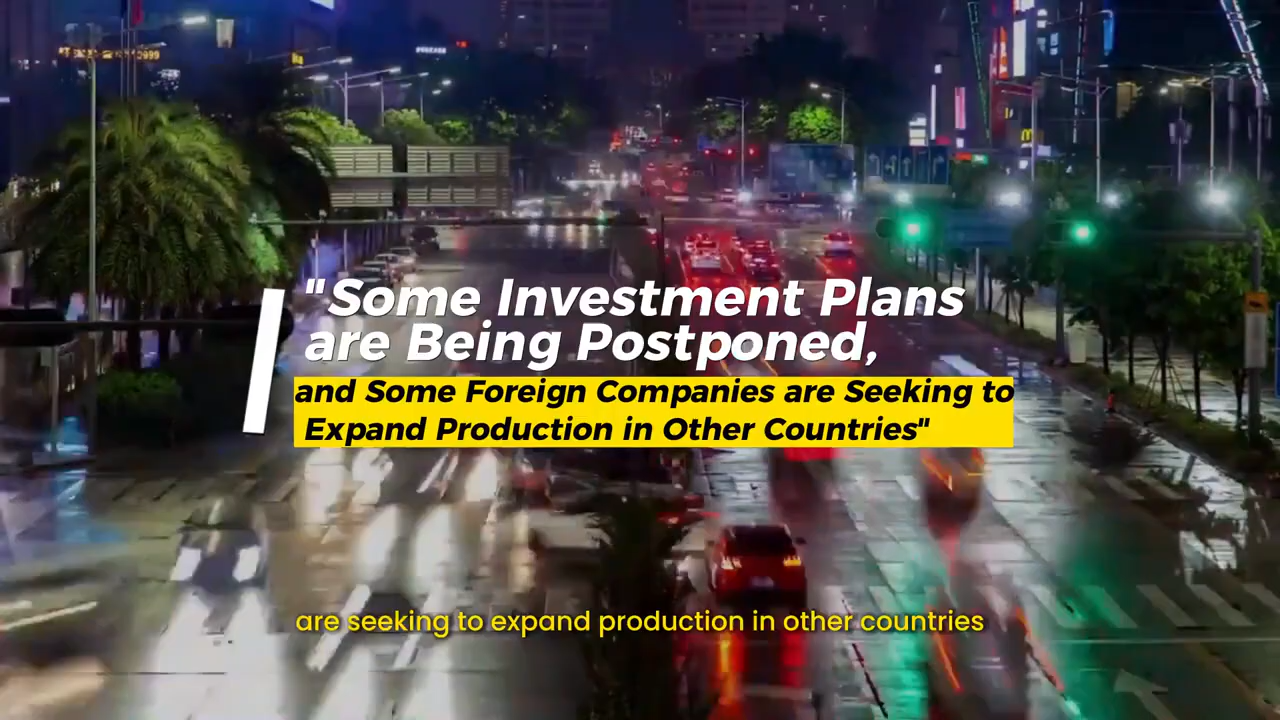 "Some Investment Plans
are Being Postponed,
and Some Foreign Companies are Seeking to
Expand Production in Other Countries"
are seeking to expand production in other countries